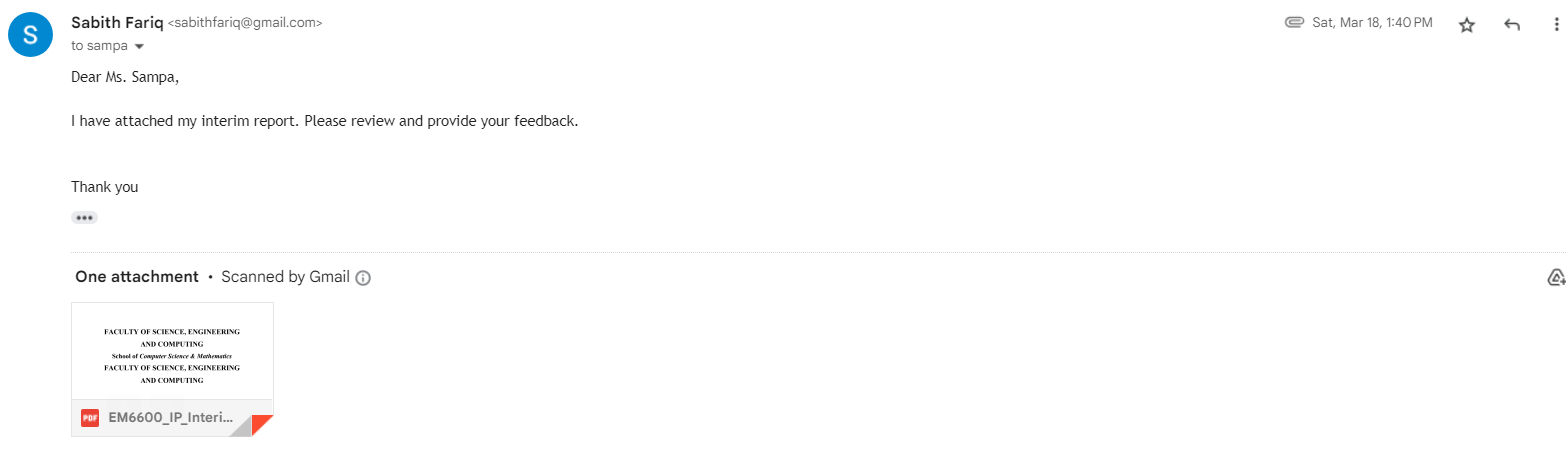 S
Sabith Fariq <sabithfariq@gmail.com>
Sat, Mar 18, 1:40 PM
to sampa
Dear Ms. Sampa,
I have attached my interim report. Please review and provide your feedback.
Thank you
One attachment • Scanned by Gmail
FACULTY OF SCIENCE, ENGINEERING
AND COMPUTING
School of Computer Science & Mathematics
FACULTY OF SCIENCE, ENGINEERING
AND COMPUTING
PDF EM6600_IP_Interi...